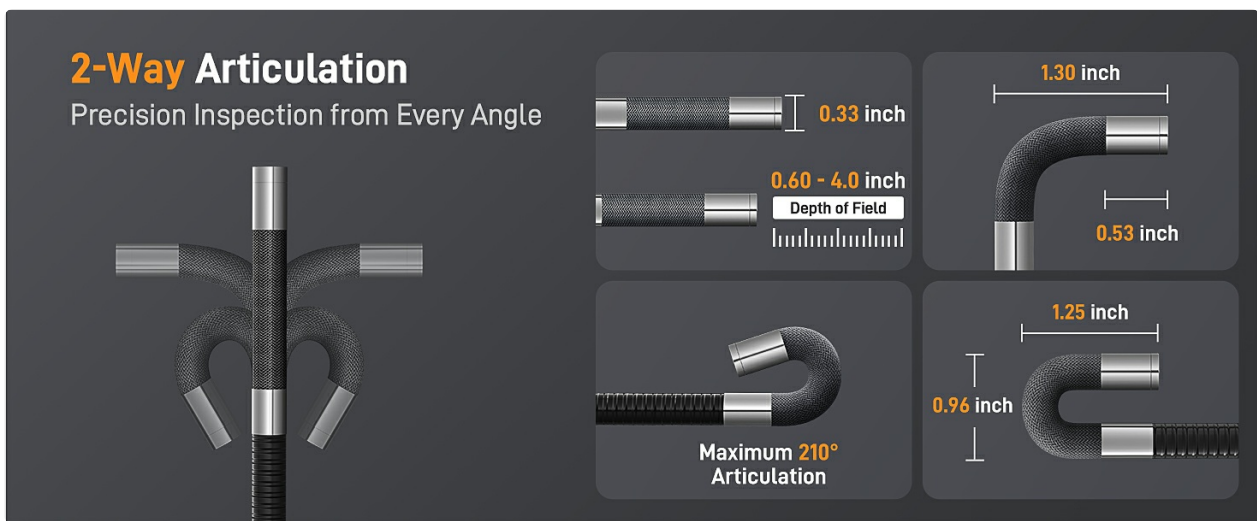 2-Way Articulation
Precision Inspection from Every Angle
0.33 inch
0.60 - 4.0 inch
Depth of Field
1.30 inch
0.53 inch
Maximum 210°
Articulation
1.25 inch
0.96 inch